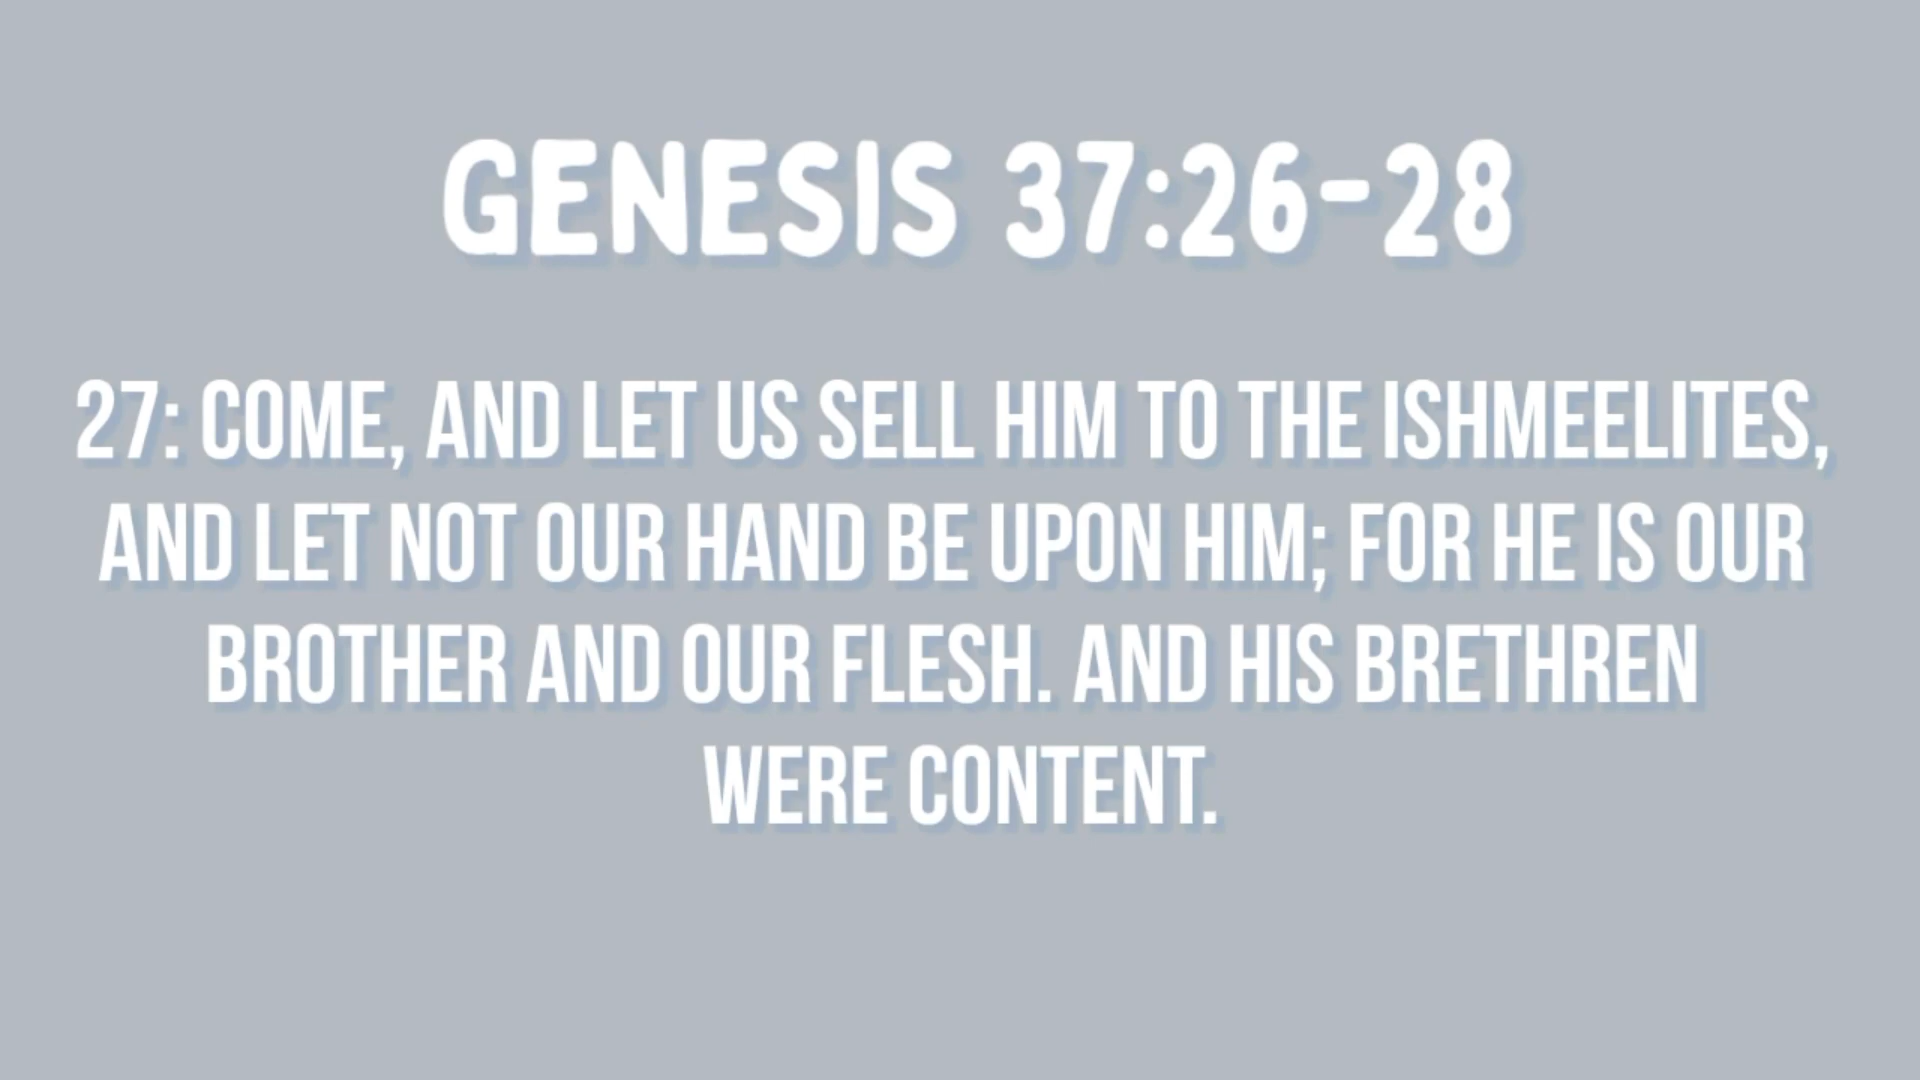 GENESIS 37:26-28
27: COME, AND LET US SELL HIM TO THE ISHMEELITES,
AND LET NOT OUR HAND BE UPON HIM; FOR HE IS OUR
BROTHER AND OUR FLESH. AND HIS BRETHREN
WERE CONTENT.